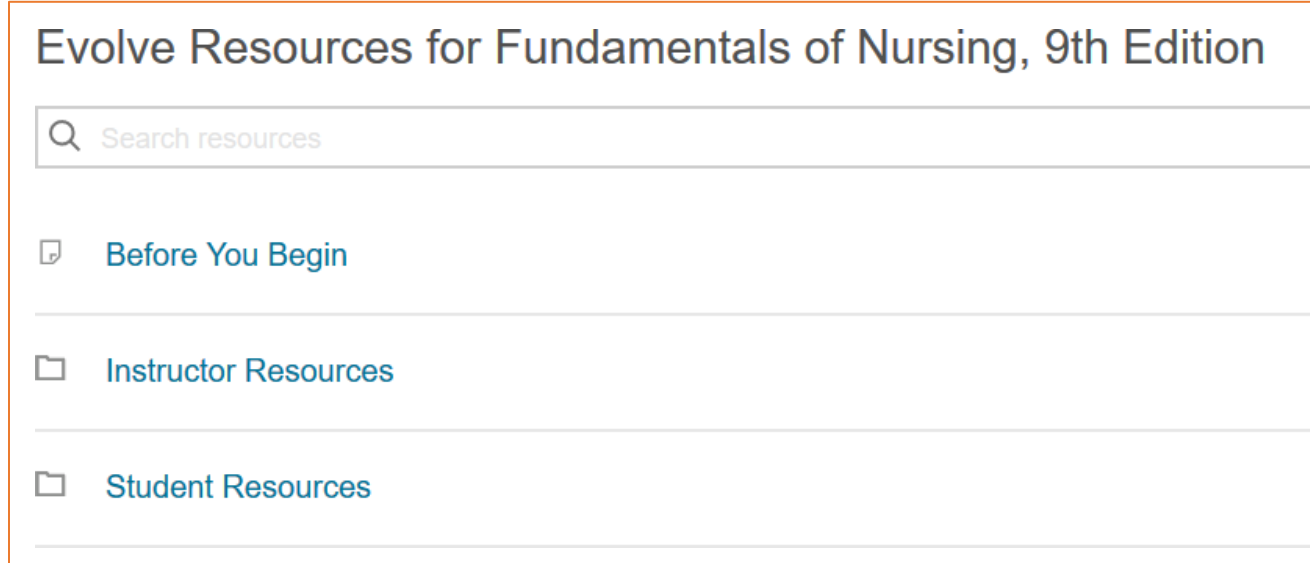 Evolve Resources for Fundamentals of Nursing, 9th Edition
Search resources
Before You Begin
Instructor Resources
Student Resources